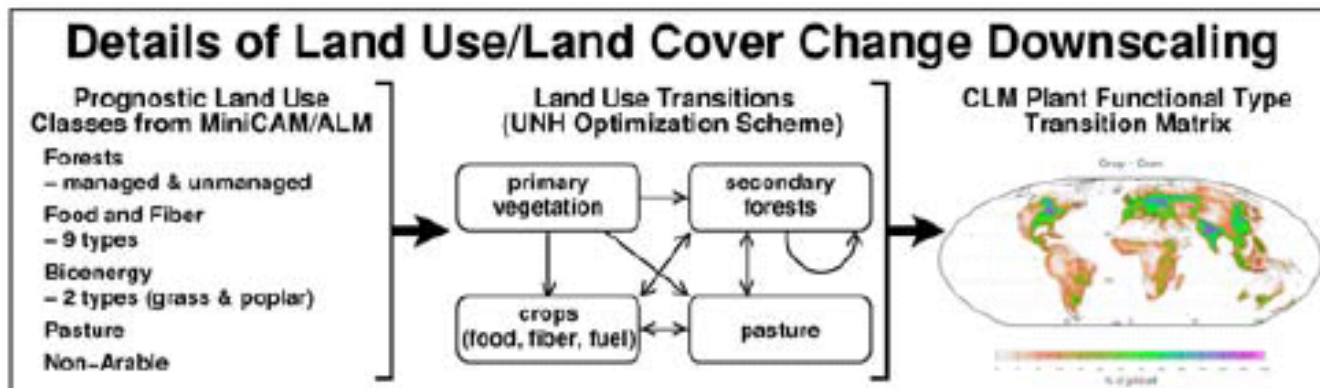 Details of Land Use/Land Cover Change Downscaling
Prognostic Land Use
Classes from MiniCAM/ALM
Forests
– managed & unmanaged
Food and Fiber
– 9 types
Bioenergy
– 2 types (grass & poplar)
Pasture
Non–Arable
Land Use Transitions
(UNH Optimization Scheme)
primary
vegetation
secondary
forests
crops
(food, fiber, fuel)
pasture
CLM Plant Functional Type
Transition Matrix